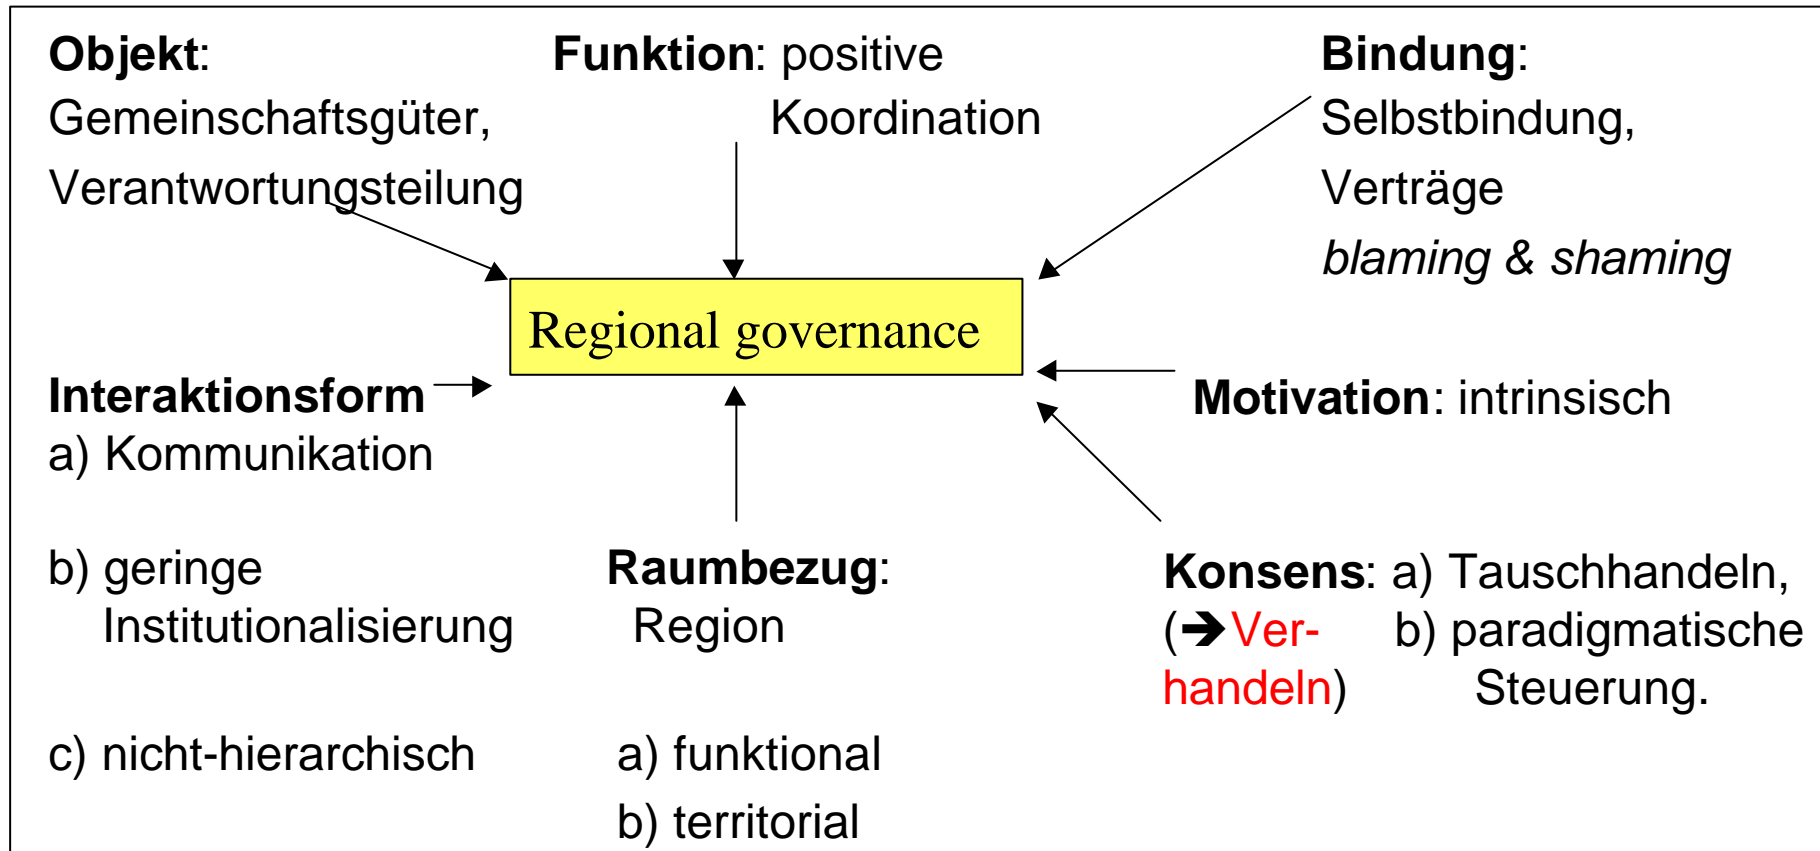 Objekt:
Gemeinschaftsgüter,
Verantwortungsteilung
Funktion: positive
Koordination
Bindung:
Selbstbindung,
Verträge
blaming & shaming
Regional governance
Interaktionsform
a) Kommunikation
b) geringe
Institutionalisierung
c) nicht-hierarchisch
Raumbezug:
Region
a) funktional
b) territorial
Motivation: intrinsisch
Konsens: a) Tauschhandeln,
(➔Ver- b) paradigmatische
handeln) Steuerung.